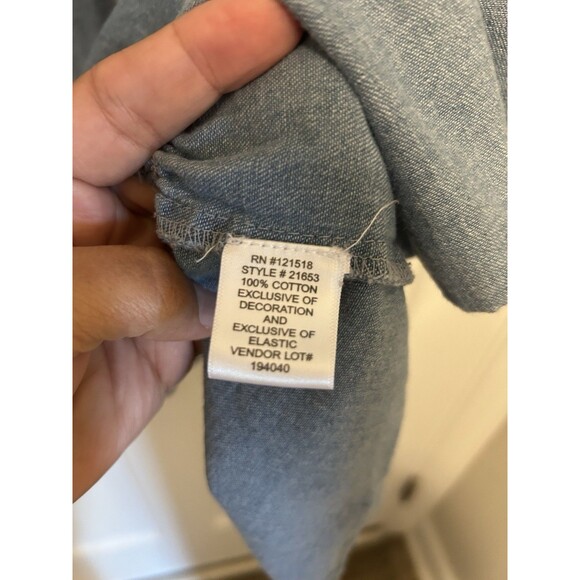 RN #121518
STYLE # 21653
100% COTTON
EXCLUSIVE OF
DECORATION
AND
EXCLUSIVE OF
ELASTIC
VENDOR LOT#
194040